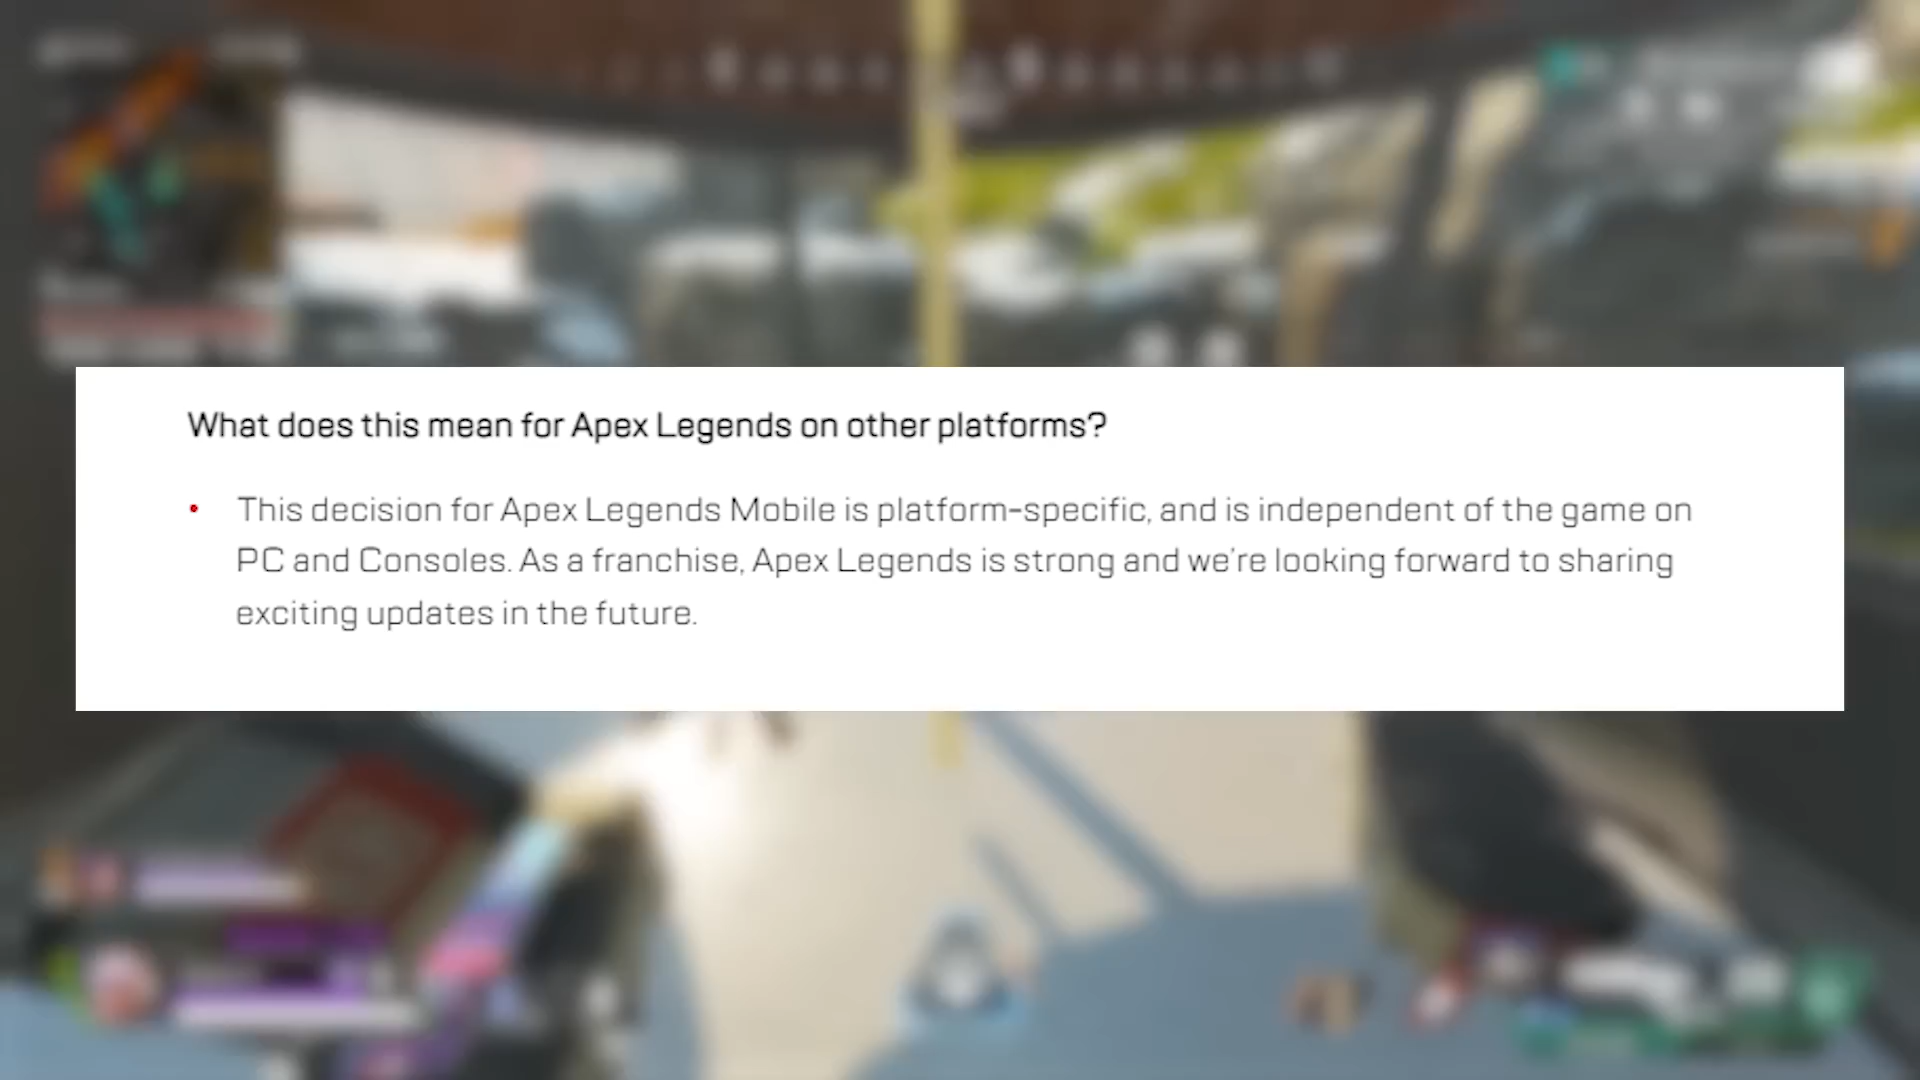 What does this mean for Apex Legends on other platforms?
This decision for Apex Legends Mobile is platform-specific, and is independent of the game on
PC and Consoles. As a franchise, Apex Legends is strong and we're looking forward to sharing
exciting updates in the future.